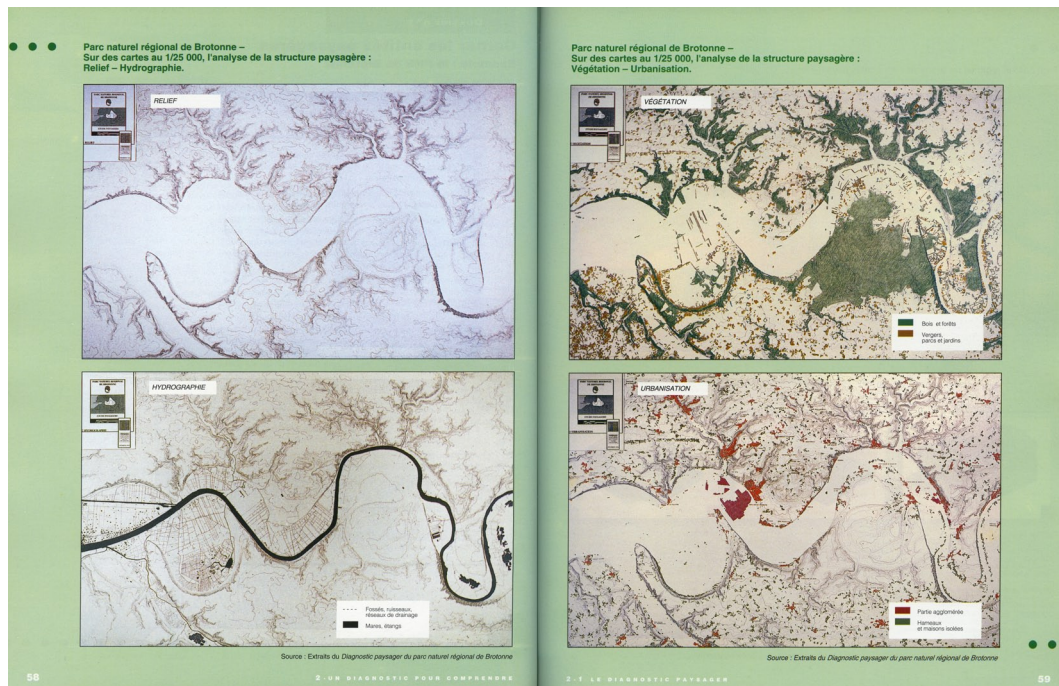 Parc naturel régional de Brotonne –
Sur des cartes au 1/25 000, l'analyse de la structure paysagère :
Relief – Hydrographie.
RELIEF
HYDROGRAPHIE
Fossés, ruisseaux,
réseaux de drainage
Mares, étangs
Source : Extraits du Diagnostic paysager du parc naturel régional de Brotonne
58
2 - UN DIAGNOSTIC POUR COMPRENDRE
Parc naturel régional de Brotonne –
Sur des cartes au 1/25 000, l'analyse de la structure paysagère :
Végétation – Urbanisation.
VÉGÉTATION
Bois et forêts
Vergers,
parcs et jardins
URBANISATION
Partie agglomérée
Hameaux
et maisons isolées
Source : Extraits du Diagnostic paysager du parc naturel régional de Brotonne
2-1 LE DIAGNOSTIC PAYSAGER
59